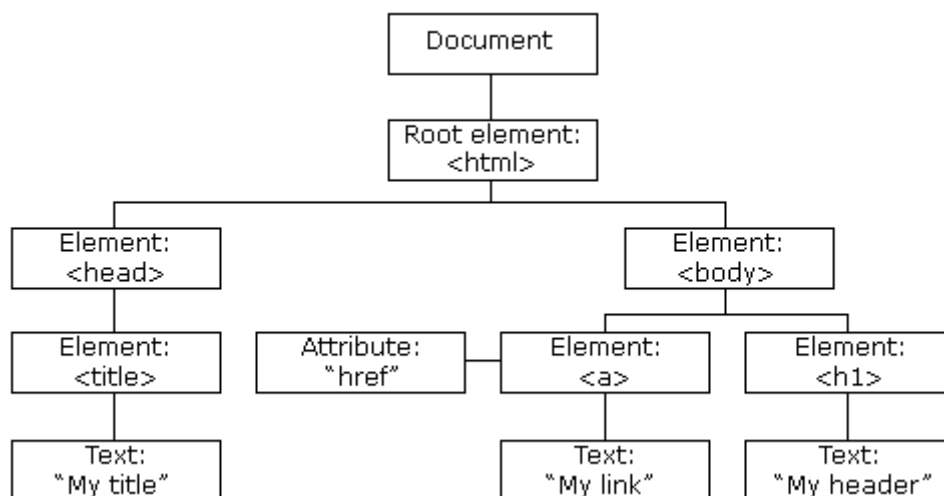 Document
Root element:
<html>
Element:
<head>
Element:
<body>
Element:
<title>
Attribute:
“href”
Element:
<a>
Element:
<h1>
Text:
“My title”
Text:
“My link”
Text:
“My header”